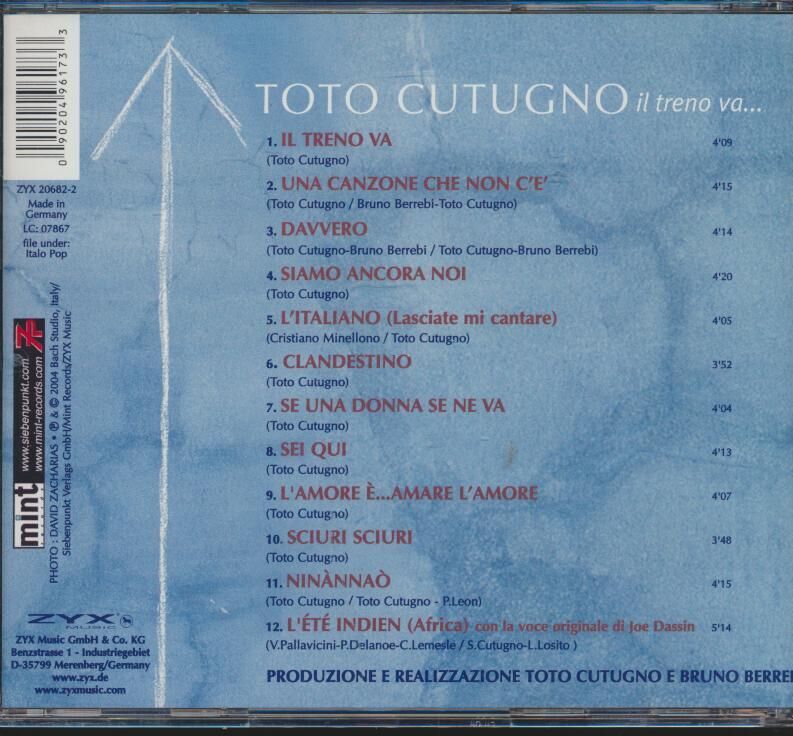 TOTO CUTUGNO il treno va...
1. IL TRENO VA 4'09
(Toto Cutugno)
2. UNA CANZONE CHE NON C'E' 4'15
(Toto Cutugno / Bruno Berrebi-Toto Cutugno)
3. DAVVERO 4'14
(Toto Cutugno-Bruno Berrebi / Toto Cutugno-Bruno Berrebi)
4. SIAMO ANCORA NOI 4'20
(Toto Cutugno)
5. L'ITALIANO (Lasciate mi cantare) 4'05
(Cristiano Minellono / Toto Cutugno)
6. CLANDESTINO 3'52
(Toto Cutugno)
7. SE UNA DONNA SE NE VA 4'04
(Toto Cutugno)
8. SEI QUI 4'13
(Toto Cutugno)
9. L'AMORE È...AMARE L'AMORE 4'07
(Toto Cutugno)
10. SCIURI SCIURI 3'48
(Toto Cutugno)
11. NINÀNNAÒ 4'15
(Toto Cutugno / Toto Cutugno - P.Leon)
12. L'ÉTÉ INDIEN (Africa) con la voce originale di Joe Dassin 5'14
(V.Pallavicini-P.Delanoe-C.Lemesle / S.Cutugno-L.Losito )
PRODUZIONE E REALIZZAZIONE TOTO CUTUGNO E BRUNO BERRE
0 90204 96173 3
ZYX 20682-2
Made in
Germany
LC: 07867
file under:
Italo Pop
www.siebenpunkt.com
www.mint-records.com
mint
PHOTO : DAVID ZACHARIAS • ℗ & © 2004 Bach Studio, Italy/
Siebenpunkt Verlags GmbH/Mint Records/ZYX Music
ZYX
MUSIC
ZYX Music GmbH & Co. KG
Benzstrasse 1 - Industriegebiet
D-35799 Merenberg/Germany
www.zyx.de
www.zyxmusic.com